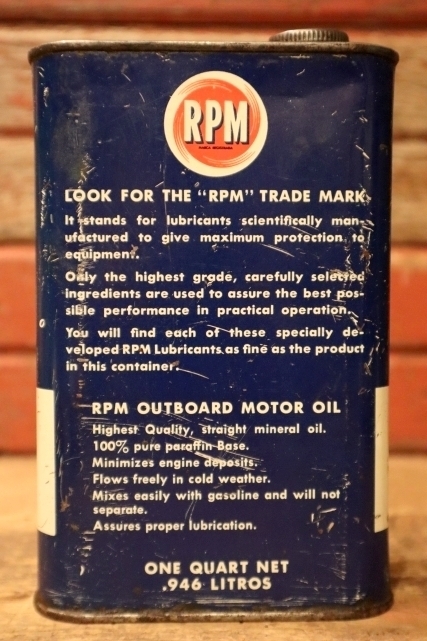 RPM
LOOK FOR THE "RPM" TRADE MARK
It stands for lubricants scientifically man-
ufactured to give maximum protection to
equipment.
Only the highest grade, carefully selected
ingredients are used to assure the best pos-
sible performance in practical operation.
You will find each of these specially de-
veloped RPM Lubricants as fine as the product
in this container.
RPM OUTBOARD MOTOR OIL
Highest Quality, straight mineral oil.
100% pure paraffin Base.
Minimizes engine deposits.
Flows freely in cold weather.
Mixes easily with gasoline and will not
separate.
Assures proper lubrication.
ONE QUART NET
.946 LITROS